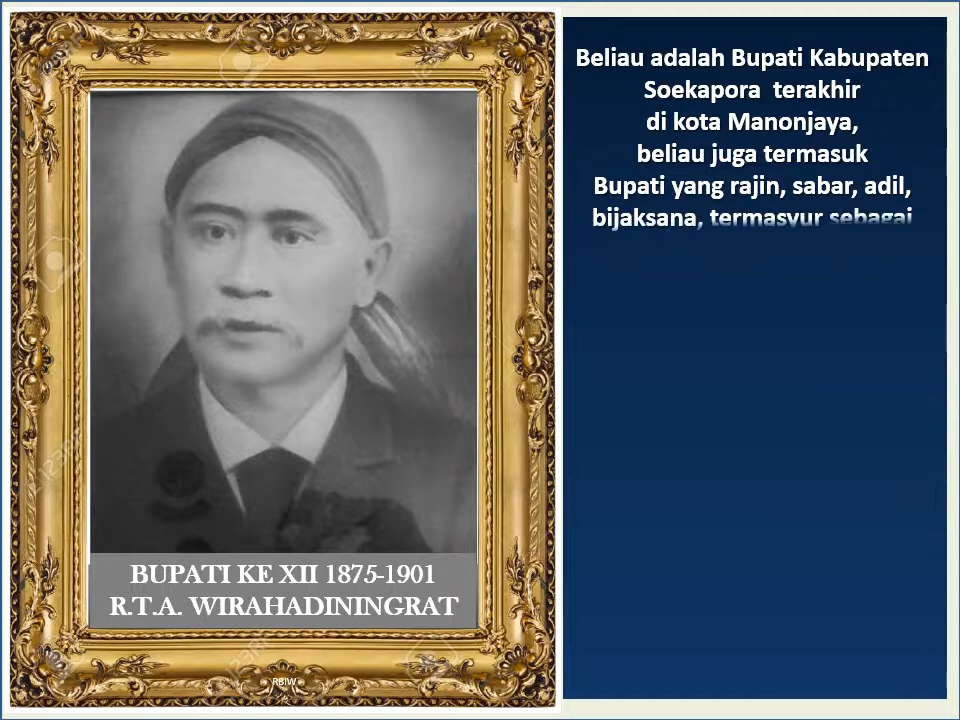 Beliau adalah Bupati Kabupaten
Soekapora terakhir
di kota Manonjaya,
beliau juga termasuk
Bupati yang rajin, sabar, adil,
bijaksana, termasyur sebagai
BUPATI KE XII 1875-1901
R.T.A. WIRAHADININGRAT
RBIW